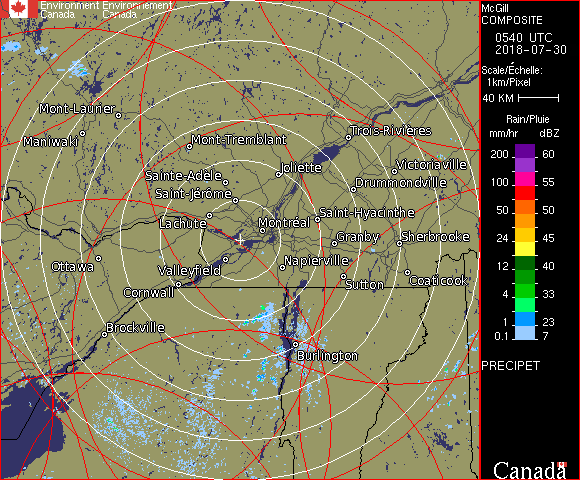 Environment Environnement
Canada Canada
McGill
COMPOSITE
0540 UTC
2018-07-30
Scale/Échelle:
1km/Pixel
40 KM
Rain/Pluie
mm/hr dBZ
200 60
100 55
50 50
24 45
12 40
4 33
1 23
0.1 7
PRECIPET
Canada
Mont-Laurier
Maniwaki
Mont-Tremblant
Trois-Rivières
Sainte-Adèle
Joliette
Victoriaville
Saint-Jérôme
Drummondville
Lachute
Montréal
Saint-Hyacinthe
Granby
Sherbrooke
Ottawa
Valleyfield
Napierville
Cornwall
Sutton
Coaticook
Brockville
Burlington